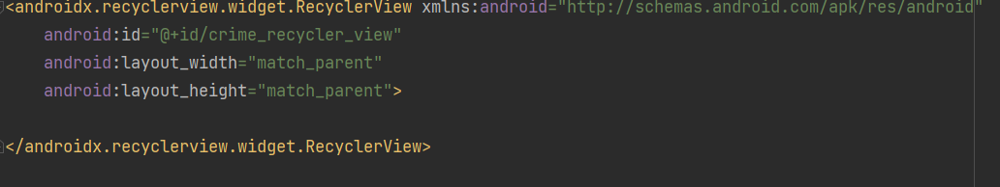 <androidx.recyclerview.widget.RecyclerView xmlns:android="http://schemas.android.com/apk/res/android"
    android:id="@+id/crime_recycler_view"
    android:layout_width="match_parent"
    android:layout_height="match_parent">
</androidx.recyclerview.widget.RecyclerView>